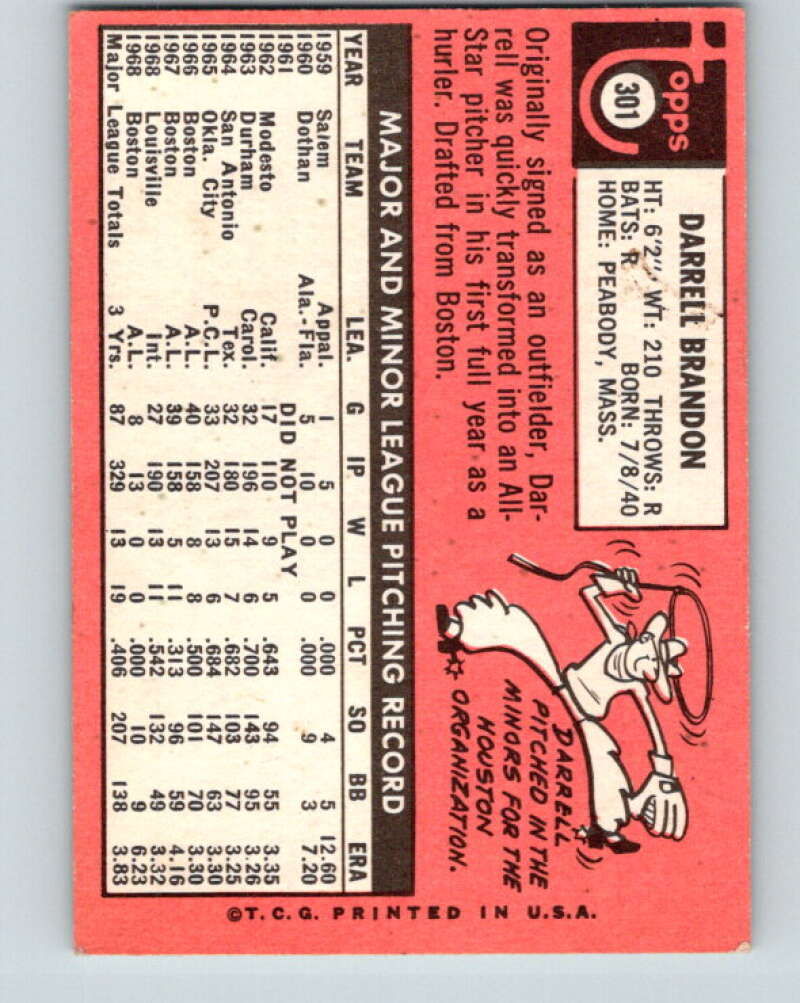 Topps
301
DARRELL BRANDON
HT: 6'2" WT: 210 THROWS: R
BATS: R BORN: 7/8/40
HOME: PEABODY, MASS.
Originally signed as an outfielder, Dar-
rell was quickly transformed into an All-
Star pitcher in his first full year as a
hurler. Drafted from Boston.
DARRELL
PITCHED IN THE
MINORS FOR THE
HOUSTON
ORGANIZATION.
MAJOR AND MINOR LEAGUE PITCHING RECORD
YEAR TEAM LEA. G IP W L PCT SO BB ERA
1959 Salem Appal. 1 5 0 0 .000 4 5 12.60
1960 Dothan Ala.-Fla. 5 10 0 0 .000 9 3 7.20
1961 DID NOT PLAY
1962 Modesto Calif. 17 110 9 5 .643 94 55 3.35
1963 Durham Carol. 32 196 14 6 .700 143 95 3.26
1964 San Antonio Tex. 32 180 15 7 .682 103 77 3.25
1965 Okla. City P.C.L. 33 207 13 6 .684 147 63 3.30
1966 Boston A.L. 40 158 8 8 .500 101 70 3.30
1967 Boston A.L. 39 158 5 11 .313 96 59 4.16
1968 Louisville Int. 27 190 13 11 .542 132 49 3.32
1968 Boston A.L. 8 13 0 0 .000 10 9 6.23
Major League Totals 3 Yrs. 87 329 13 19 .406 207 138 3.83
©T.C.G. PRINTED IN U.S.A.